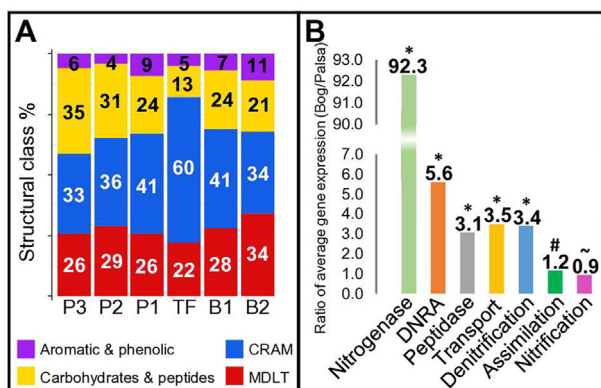 A
Structural class %
6 4 9 5 7 11
35 31 24 13 24 21
33 36 41 60 41 34
26 29 26 22 28 34
P3 P2 P1 TF B1 B2
Aromatic & phenolic
CRAM
Carbohydrates & peptides
MDLT
B
Ratio of average gene expression (Bog/Palsa)
93.0
92.0
91.0
90.0
7.0
6.0
5.0
4.0
3.0
2.0
1.0
0.0
*
92.3
*
5.6
*
3.1
*
3.5
*
3.4
#
1.2
~
0.9
Nitrogenase
DNRA
Peptidase
Transport
Denitrification
Assimilation
Nitrification